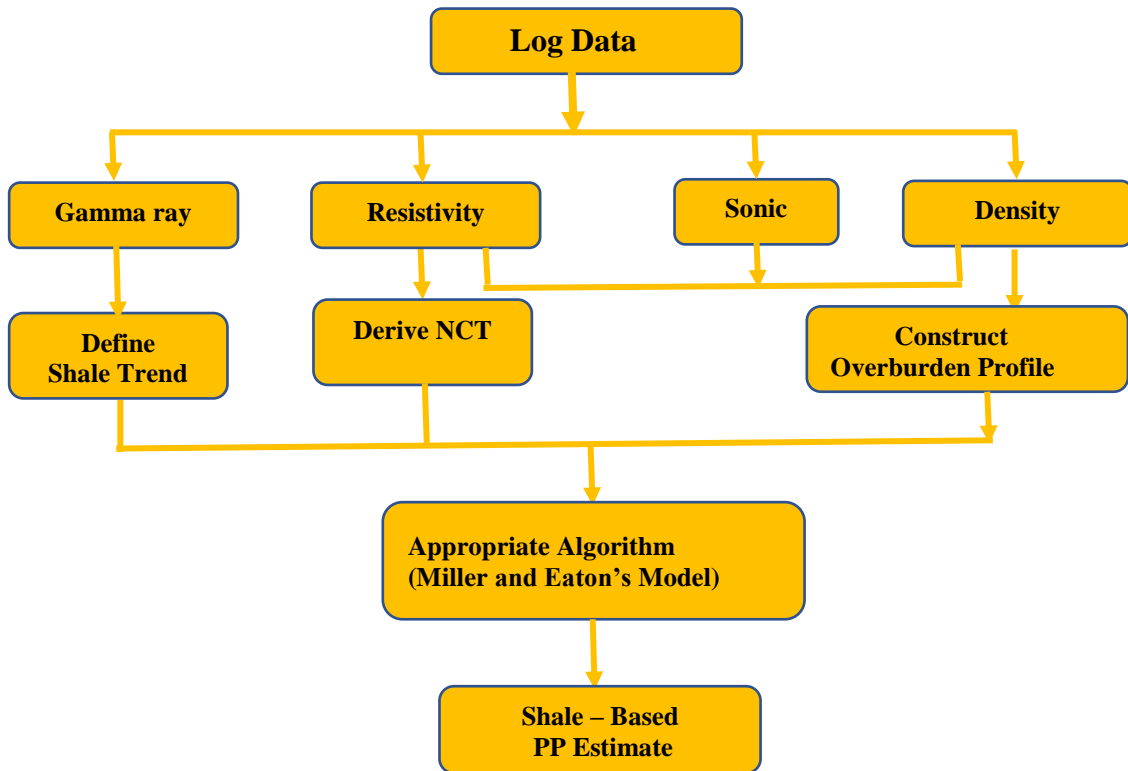 Log Data
Gamma ray
Resistivity
Sonic
Density
Define
Shale Trend
Derive NCT
Construct
Overburden Profile
Appropriate Algorithm
(Miller and Eaton’s Model)
Shale – Based
PP Estimate